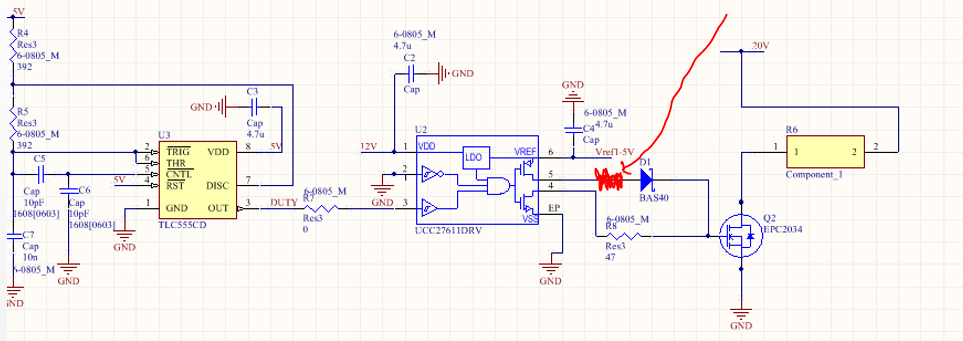 5V
R4
Res3
6-0805_M
392
R5
Res3
6-0805_M
392
C5
Cap
10pF
1608[0603]
C6
Cap
10pF
1608[0603]
C7
Cap
10n
6-0805_M
GND
GND
5V
GND
U3
2 TRIG VDD 8
6 THR
5 CNTL
4 RST DISC 7
1 GND OUT 3
TLC555CD
GND
C3
Cap
4.7u
5V
DUTY
6-0805_M
R7
Res3
0
6-0805_M
4.7u
C2
Cap
GND
12V
GND
U2
1 VDD VREF 6
LDO
2
5
4
3
VSS EP
UCC27611DRV
GND
GND
6-0805_M
C4
4.7u
Vref1-5V
D1
BAS40
6-0805_M
R8
Res3
47
20V
R6
1 1 2 2
Component_1
Q2
EPC2034
GND